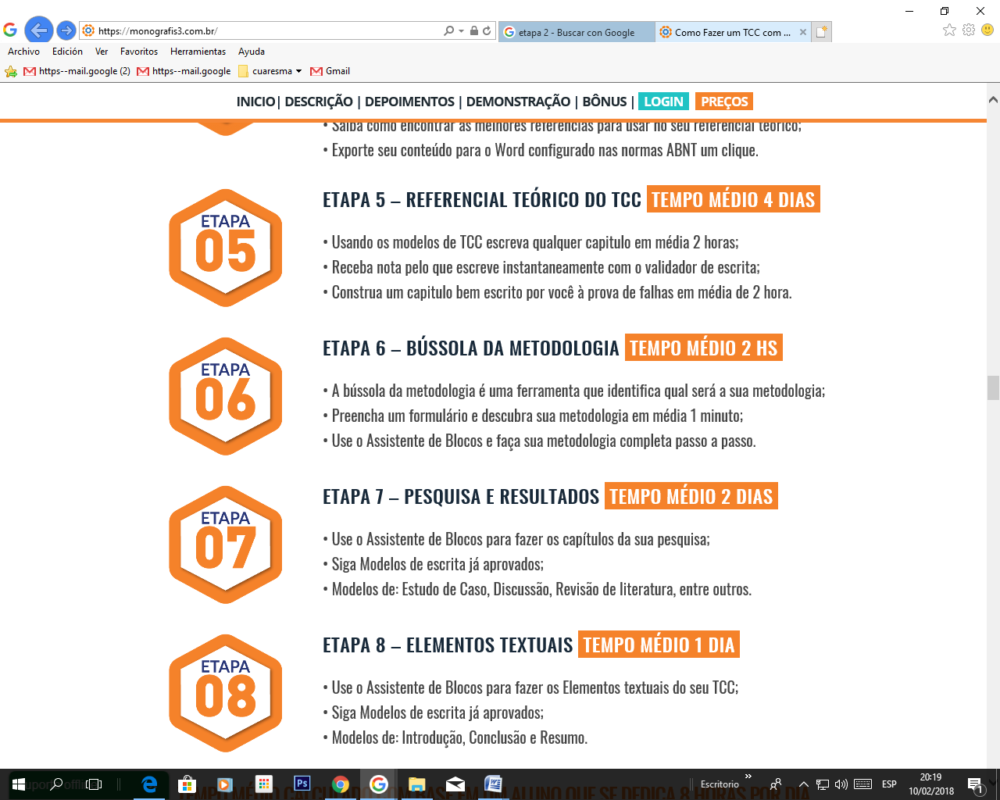 https://monografis3.com.br/
etapa 2 - Buscar con Google
Como Fazer um TCC com ...
Archivo Edición Ver Favoritos Herramientas Ayuda
https--mail.google (2) https--mail.google cuaresma Gmail
INICIO| DESCRIÇÃO | DEPOIMENTOS | DEMONSTRAÇÃO | BÔNUS | LOGIN PREÇOS
• Saiba como encontrar as melhores referências para usar no seu referencial teórico;
• Exporte seu conteúdo para o Word configurado nas normas ABNT um clique.
ETAPA
05
ETAPA 5 – REFERENCIAL TEÓRICO DO TCC TEMPO MÉDIO 4 DIAS
• Usando os modelos de TCC escreva qualquer capitulo em média 2 horas;
• Receba nota pelo que escreve instantaneamente com o validador de escrita;
• Construa um capitulo bem escrito por você à prova de falhas em média de 2 hora.
ETAPA
06
ETAPA 6 – BÚSSOLA DA METODOLOGIA TEMPO MÉDIO 2 HS
• A bússola da metodologia é uma ferramenta que identifica qual será a sua metodologia;
• Preencha um formulário e descubra sua metodologia em média 1 minuto;
• Use o Assistente de Blocos e faça sua metodologia completa passo a passo.
ETAPA
07
ETAPA 7 – PESQUISA E RESULTADOS TEMPO MÉDIO 2 DIAS
• Use o Assistente de Blocos para fazer os capítulos da sua pesquisa;
• Siga Modelos de escrita já aprovados;
• Modelos de: Estudo de Caso, Discussão, Revisão de literatura, entre outros.
ETAPA
08
ETAPA 8 – ELEMENTOS TEXTUAIS TEMPO MÉDIO 1 DIA
• Use o Assistente de Blocos para fazer os Elementos textuais do seu TCC;
• Siga Modelos de escrita já aprovados;
• Modelos de: Introdução, Conclusão e Resumo.
Ps
Escritorio
ESP
20:19
10/02/2018
1